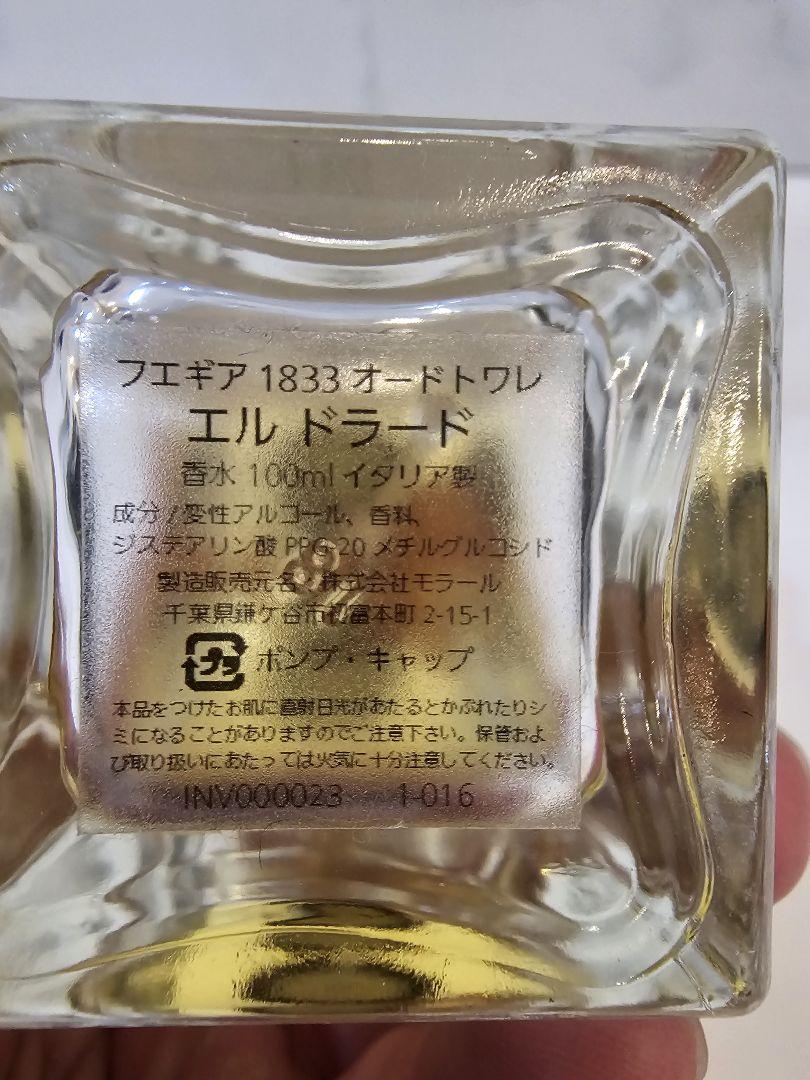 フエギア 1833 オードトワレ
エル ドラード
香水 100ml イタリア製
成分 / 変性アルコール、香料、
ジステアリン酸 PPG-20 メチルグルコシド
製造販売元名：株式会社モラール
千葉県鎌ケ谷市初富本町 2-15-1
プラ ポンプ・キャップ
本品をつけたお肌に直射日光があたるとかぶれたりシ
ミになることがありますのでご注意下さい。保管およ
び取り扱いにあたっては火気に十分注意してください。
INV000023 1-016